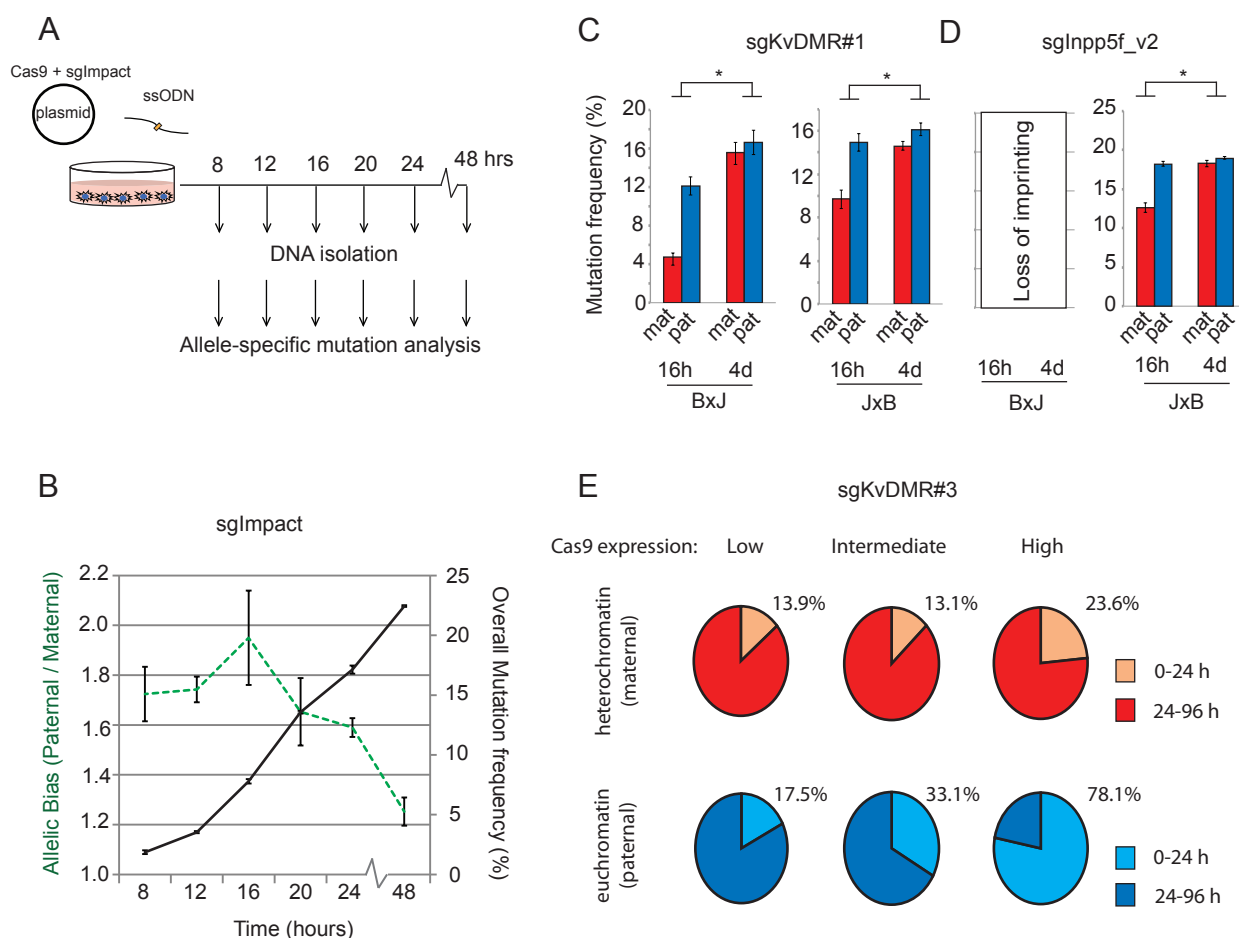 A
Cas9 + sgImpact
plasmid
ssODN
8 12 16 20 24 48 hrs
DNA isolation
Allele-specific mutation analysis
B
sgImpact
Allelic Bias (Paternal / Maternal)
2.2
2.0
1.8
1.6
1.4
1.2
1.0
25
20
15
10
5
0
Overall Mutation frequency (%)
8 12 16 20 24 48
Time (hours)
C
sgKvDMR#1
Mutation frequency (%)
*
20
16
12
8
4
0
mat pat mat pat
16h 4d
BxJ
*
16
12
8
4
0
mat pat mat pat
16h 4d
JxB
D
sgInpp5f_v2
Loss of imprinting
16h 4d
BxJ
*
25
20
15
10
5
0
mat pat mat pat
16h 4d
JxB
E
sgKvDMR#3
Cas9 expression: Low Intermediate High
heterochromatin
(maternal)
13.9% 13.1% 23.6%
0-24 h
24-96 h
euchromatin
(paternal)
17.5% 33.1% 78.1%
0-24 h
24-96 h